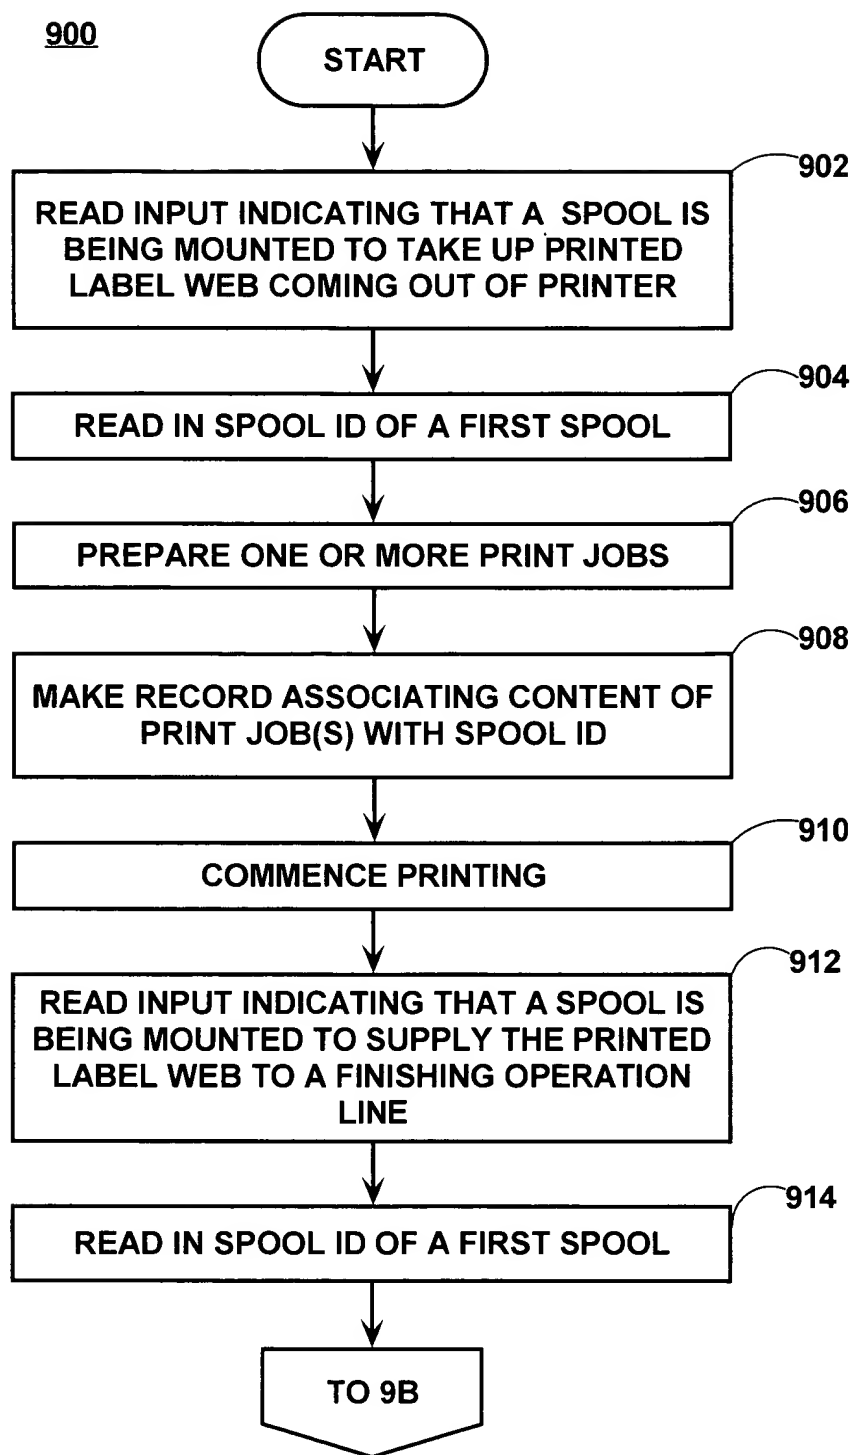 900
START
902
READ INPUT INDICATING THAT A SPOOL IS
BEING MOUNTED TO TAKE UP PRINTED
LABEL WEB COMING OUT OF PRINTER
904
READ IN SPOOL ID OF A FIRST SPOOL
906
PREPARE ONE OR MORE PRINT JOBS
908
MAKE RECORD ASSOCIATING CONTENT OF
PRINT JOB(S) WITH SPOOL ID
910
COMMENCE PRINTING
912
READ INPUT INDICATING THAT A SPOOL IS
BEING MOUNTED TO SUPPLY THE PRINTED
LABEL WEB TO A FINISHING OPERATION
LINE
914
READ IN SPOOL ID OF A FIRST SPOOL
TO 9B